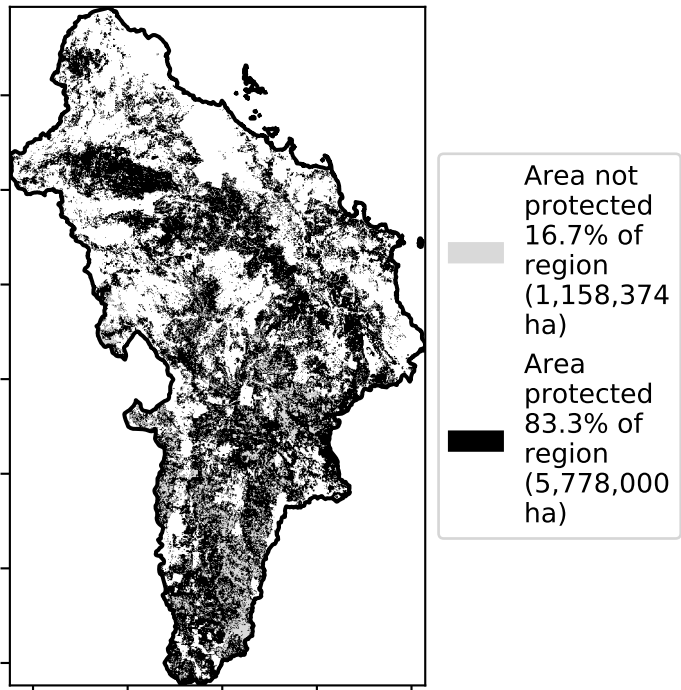 Area not
protected
16.7% of
region
(1,158,374
ha)
Area
protected
83.3% of
region
(5,778,000
ha)